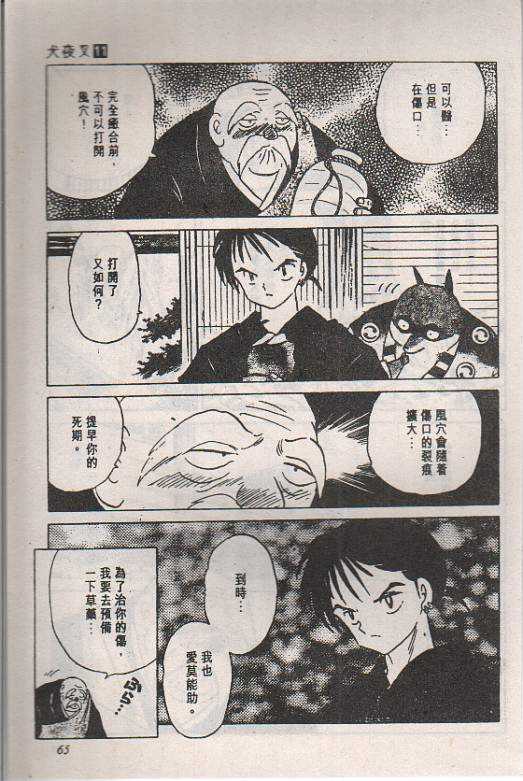 犬夜叉11
可以醫…
但是
在傷口…
完全癒合前,
不可以打開
風穴!
打開了
又如何?
風穴會隨着
傷口的裂痕
擴大…
提早你的
死期。
到時…
我也
愛莫能助。
為了治你的傷,
我要去預備
一下草藥…
65